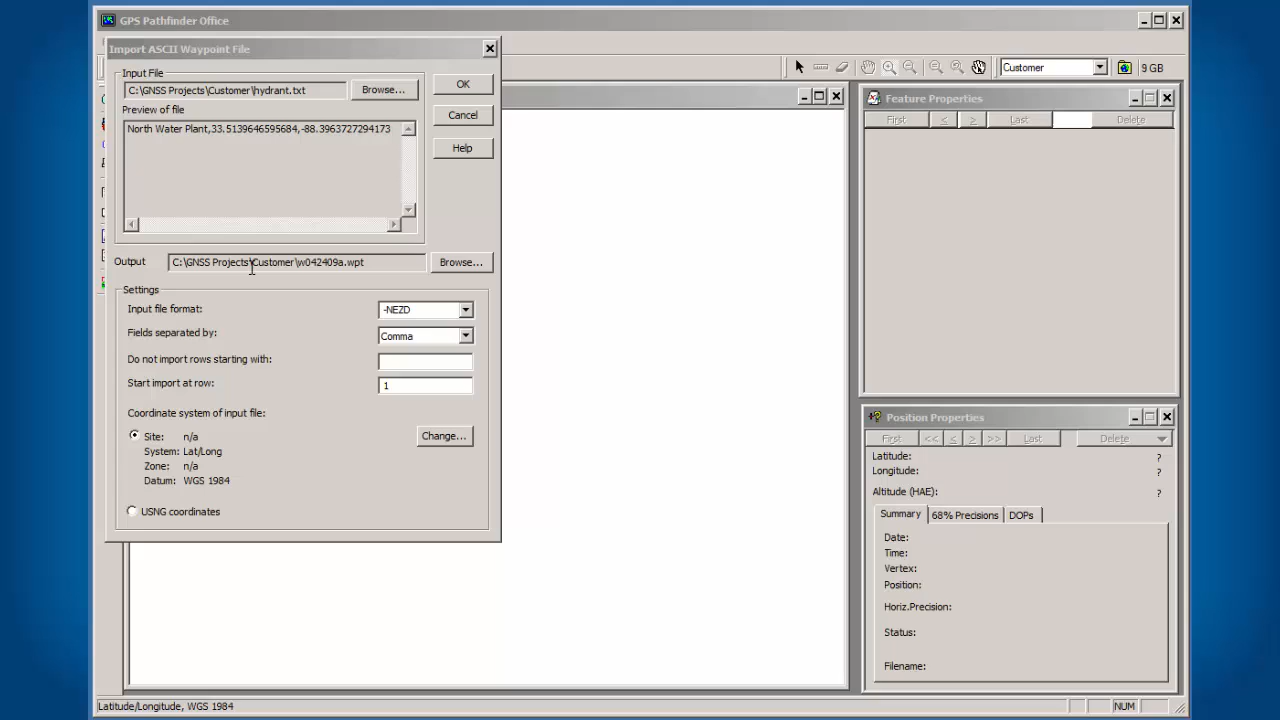 GPS Pathfinder Office
Import ASCII Waypoint File
Input File
C:\GNSS Projects\Customer\hydrant.txt
Browse...
OK
Preview of file
Cancel
North Water Plant,33.5139646595684,-88.3963727294173
Help
Output
C:\GNSS Projects\Customer\w042409a.wpt
Browse...
Settings
Input file format:
-NEZD
Fields separated by:
Comma
Do not import rows starting with:
Start import at row:
1
Coordinate system of input file:
Site: n/a
Change...
System: Lat/Long
Zone: n/a
Datum: WGS 1984
USNG coordinates
Customer
9 GB
Feature Properties
First
<
>
Last
Delete
Position Properties
First
<<
<
>
>>
Last
Delete
Latitude: ?
Longitude: ?
Altitude (HAE): ?
Summary
68% Precisions
DOPs
Date:
Time:
Vertex:
Position:
Horiz.Precision:
Status:
Filename:
Latitude/Longitude, WGS 1984
NUM